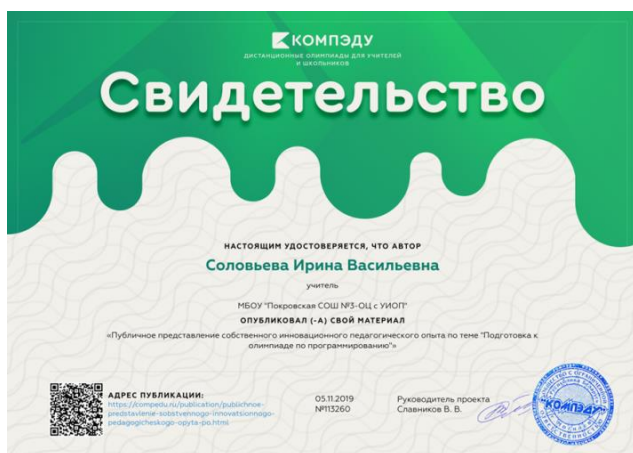 КОМПЭДУ
ДИСТАНЦИОННЫЕ ОЛИМПИАДЫ ДЛЯ УЧИТЕЛЕЙ
И ШКОЛЬНИКОВ
Свидетельство
НАСТОЯЩИМ УДОСТОВЕРЯЕТСЯ, ЧТО АВТОР
Соловьева Ирина Васильевна
учитель
МБОУ "Покровская СОШ №3-ОЦ с УИОП"
ОПУБЛИКОВАЛ (-А) СВОЙ МАТЕРИАЛ
«Публичное представление собственного инновационного педагогического опыта по теме "Подготовка к
олимпиаде по программированию"»
АДРЕС ПУБЛИКАЦИИ:
https://compedu.ru/publication/publichnoe-
predstavlenie-sobstvennogo-innovatsionnogo-
pedagogicheskogo-opyta-po.html
05.11.2019
№113260
Руководитель проекта
Славников В. В.
КОМПЭДУ